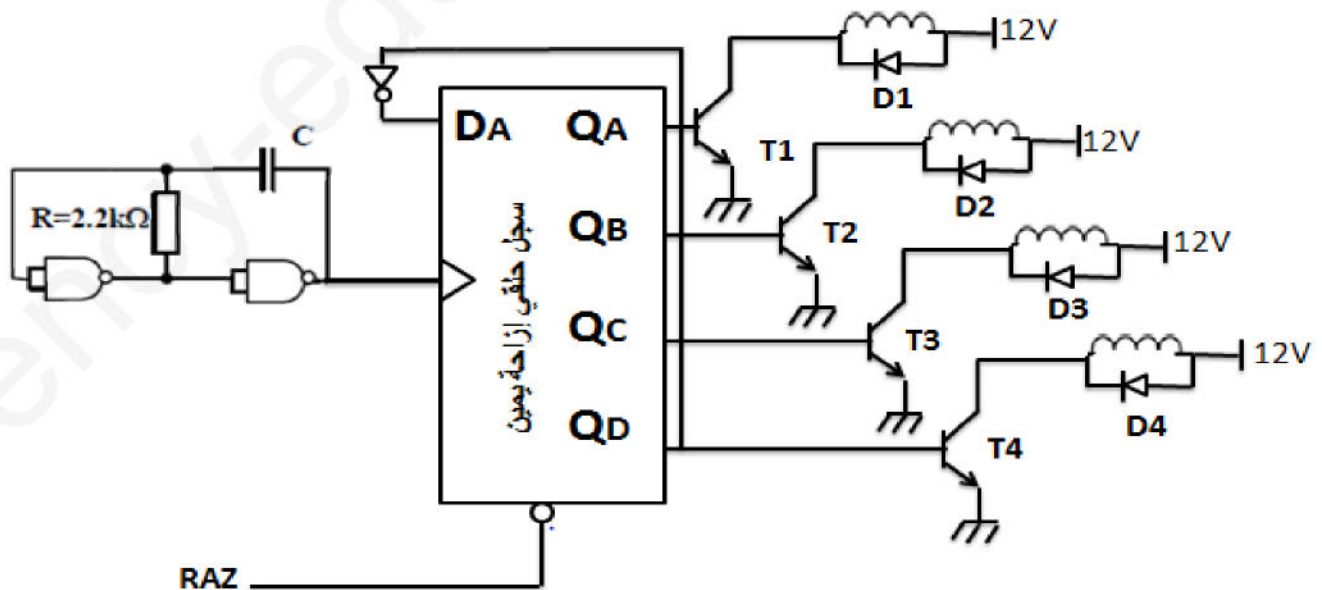 12V
D1
DA QA
T1
C
12V
D2
R=2.2kΩ
QB
T2
12V
D3
سجل حلقي إزاحة يمين
QC
T3
12V
D4
QD
T4
RAZ